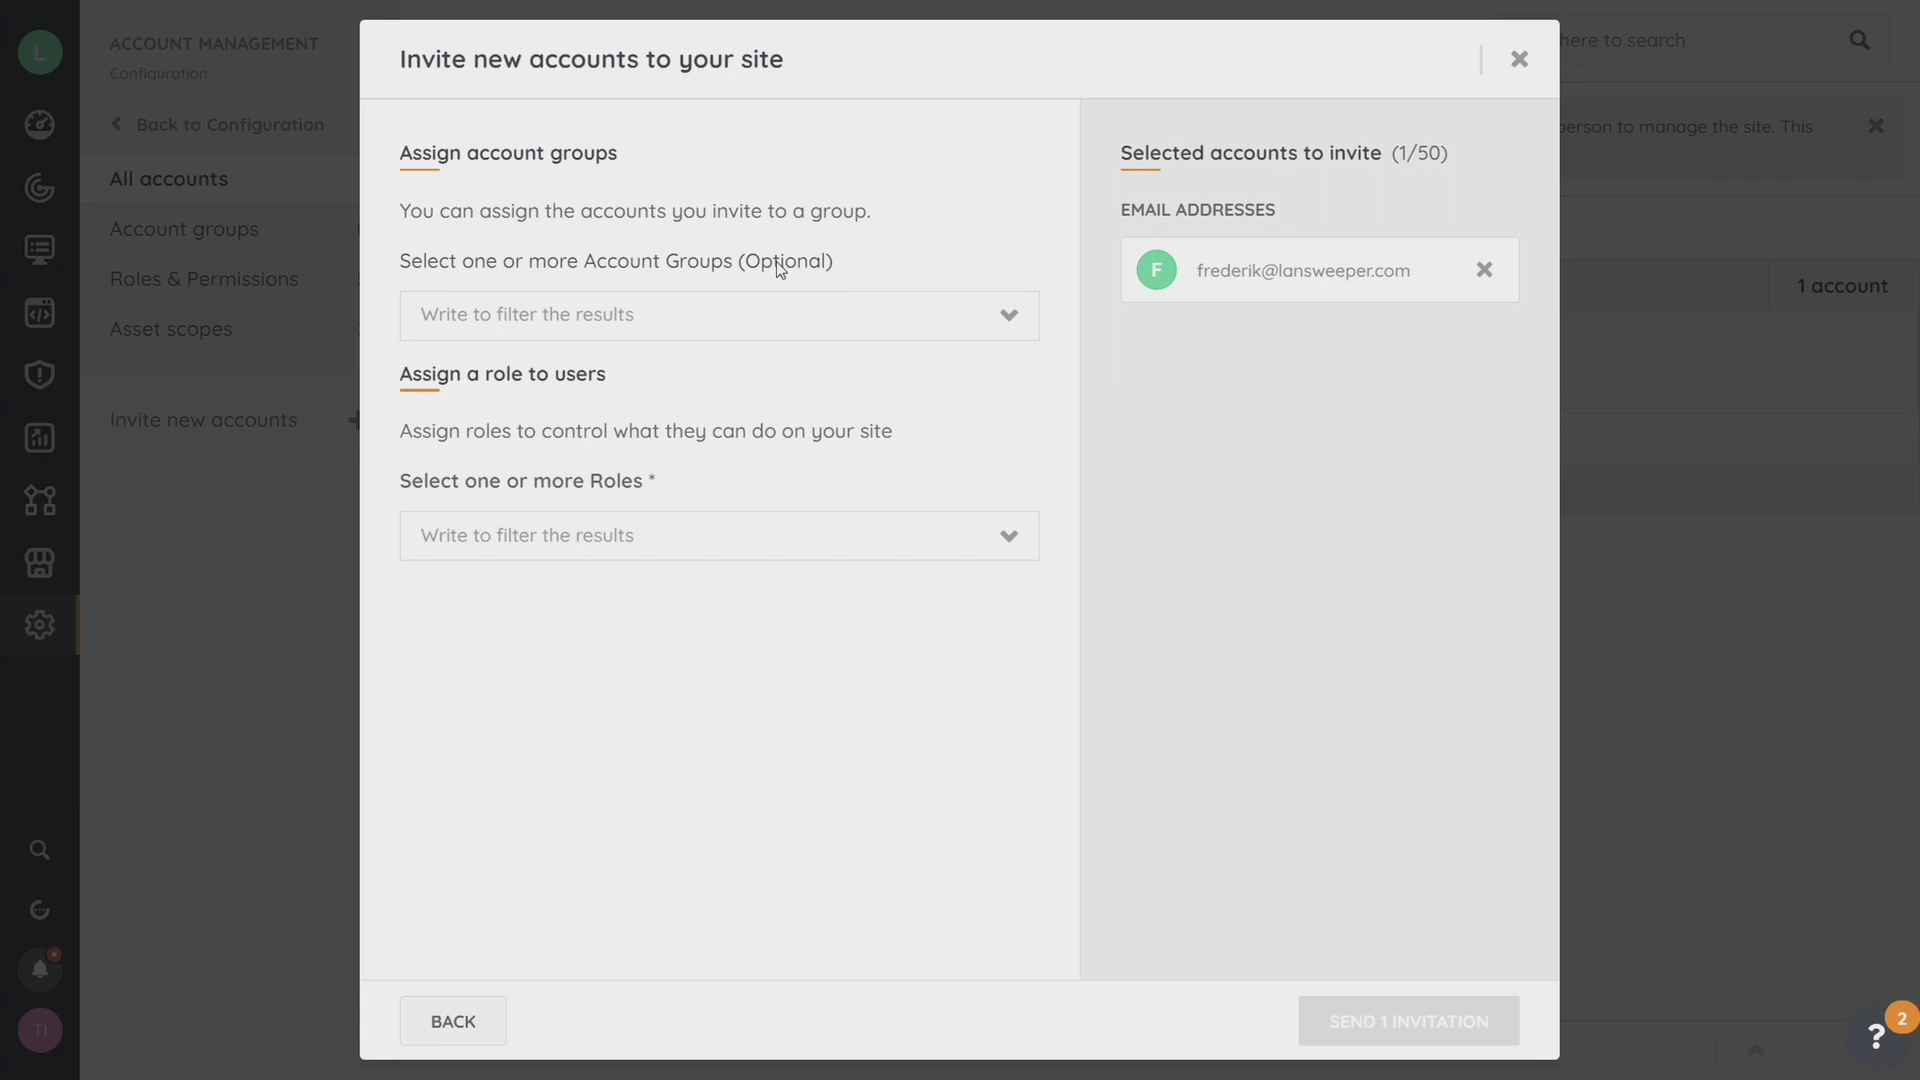 L
ACCOUNT MANAGEMENT
Configuration
Back to Configuration
All accounts
Account groups
Roles & Permissions
Asset scopes
Invite new accounts
TI
Invite new accounts to your site
Assign account groups
You can assign the accounts you invite to a group.
Select one or more Account Groups (Optional)
Write to filter the results
Assign a role to users
Assign roles to control what they can do on your site
Select one or more Roles *
Write to filter the results
Selected accounts to invite (1/50)
EMAIL ADDRESSES
F frederik@lansweeper.com
BACK
SEND 1 INVITATION
here to search
person to manage the site. This
1 account
2
?